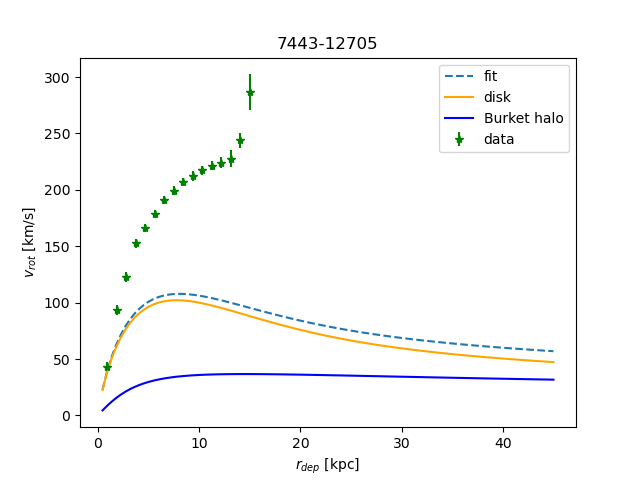 7443-12705
300
250
200
150
100
50
0
v_rot [km/s]
fit
disk
Burket halo
data
0 10 20 30 40
r_dep [kpc]